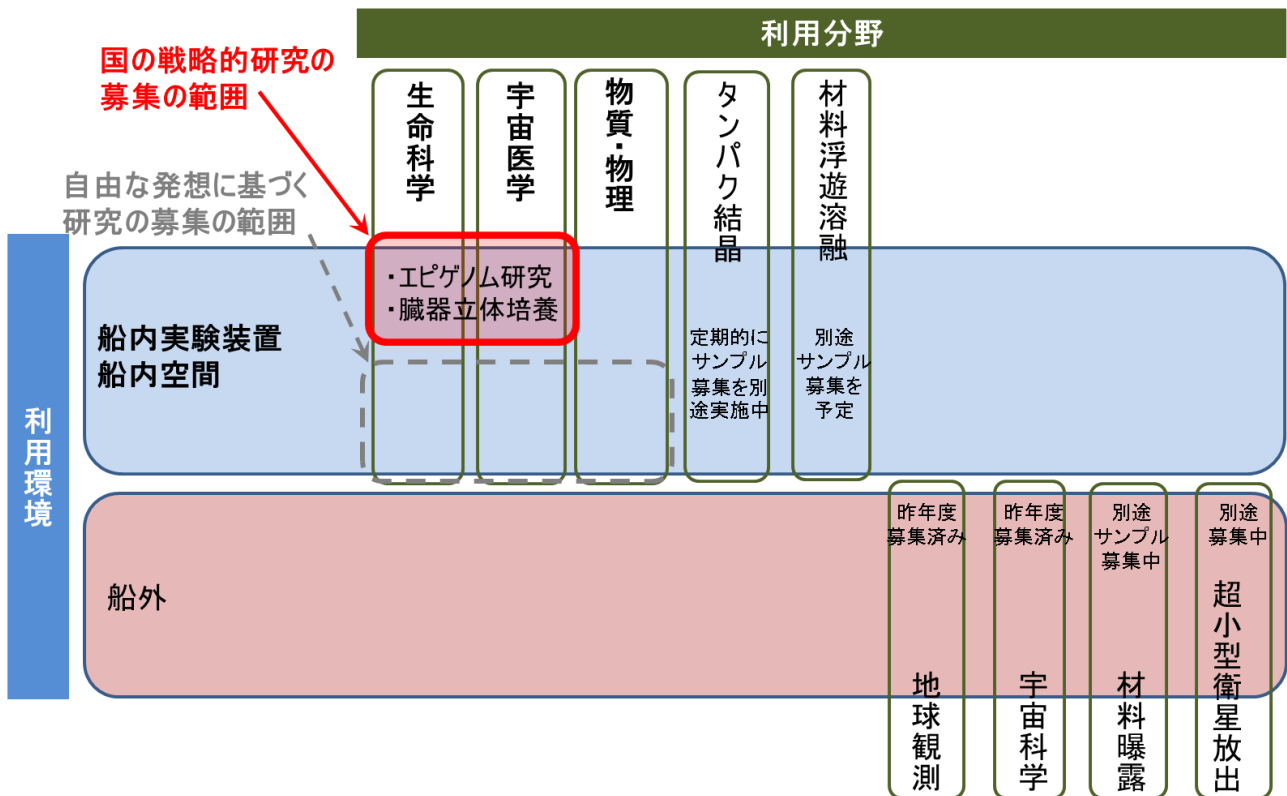 利用分野
国の戦略的研究の
募集の範囲
自由な発想に基づく
研究の募集の範囲
生命科学
宇宙医学
物質・物理
タンパク結晶
材料浮遊溶融
利用環境
船内実験装置
船内空間
・エピゲノム研究
・臓器立体培養
定期的に
サンプル
募集を別
途実施中
別途
サンプル
募集を
予定
船外
昨年度
募集済み
地球観測
昨年度
募集済み
宇宙科学
別途
サンプル
募集中
材料曝露
別途
募集中
超小型衛星放出